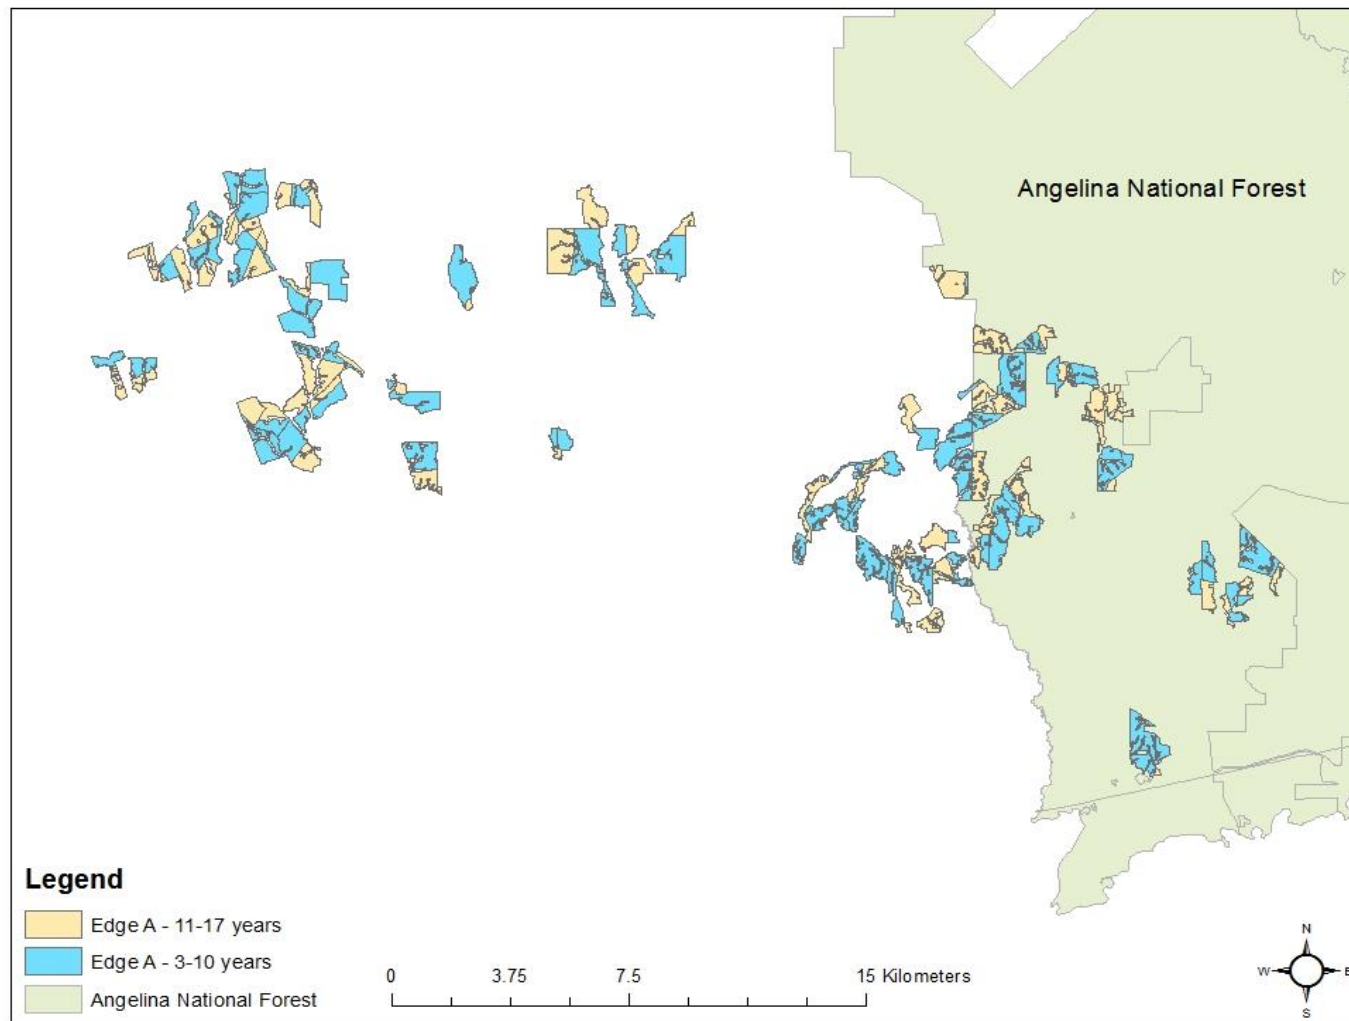 Angelina National Forest
Legend
Edge A - 11-17 years
Edge A - 3-10 years
Angelina National Forest
0 3.75 7.5 15 Kilometers
N
W E
S